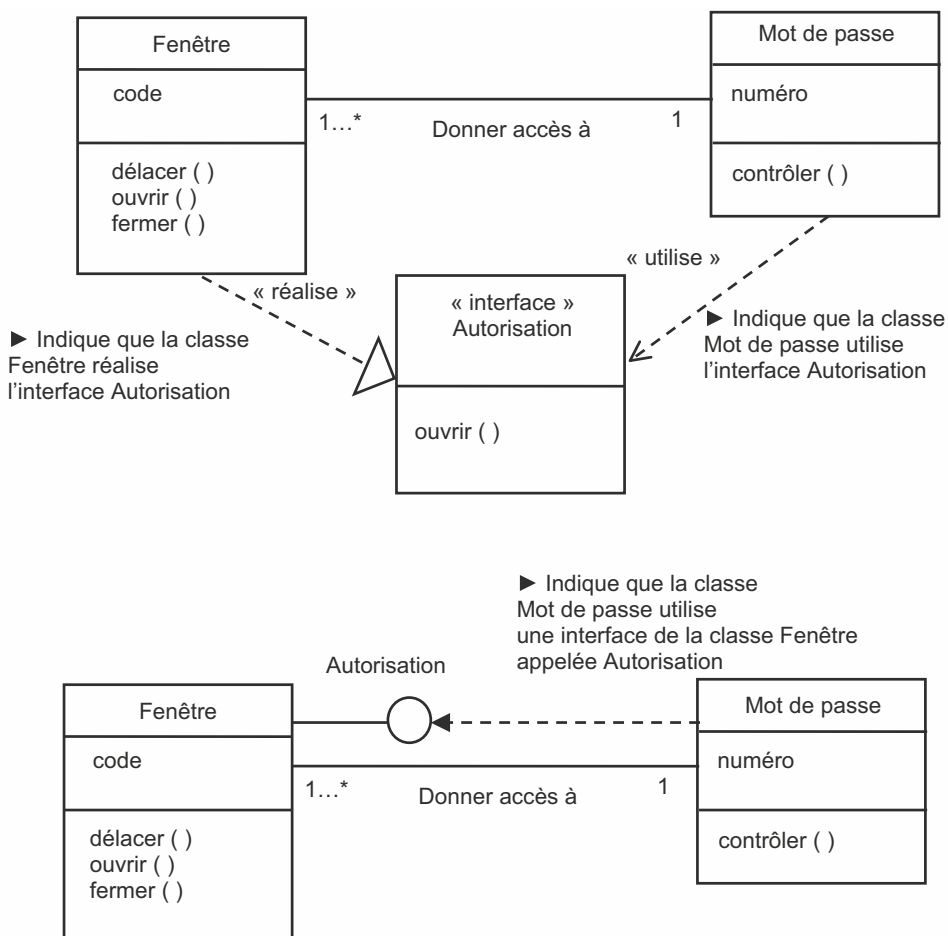 Fenêtre
code
délacer ( )
ouvrir ( )
fermer ( )
1…*
Donner accès à
1
Mot de passe
numéro
contrôler ( )
« réalise »
« utilise »
« interface »
Autorisation
ouvrir ( )
► Indique que la classe
Fenêtre réalise
l’interface Autorisation
► Indique que la classe
Mot de passe utilise
l’interface Autorisation
► Indique que la classe
Mot de passe utilise
une interface de la classe Fenêtre
appelée Autorisation
Autorisation
Fenêtre
code
délacer ( )
ouvrir ( )
fermer ( )
1…*
Donner accès à
1
Mot de passe
numéro
contrôler ( )